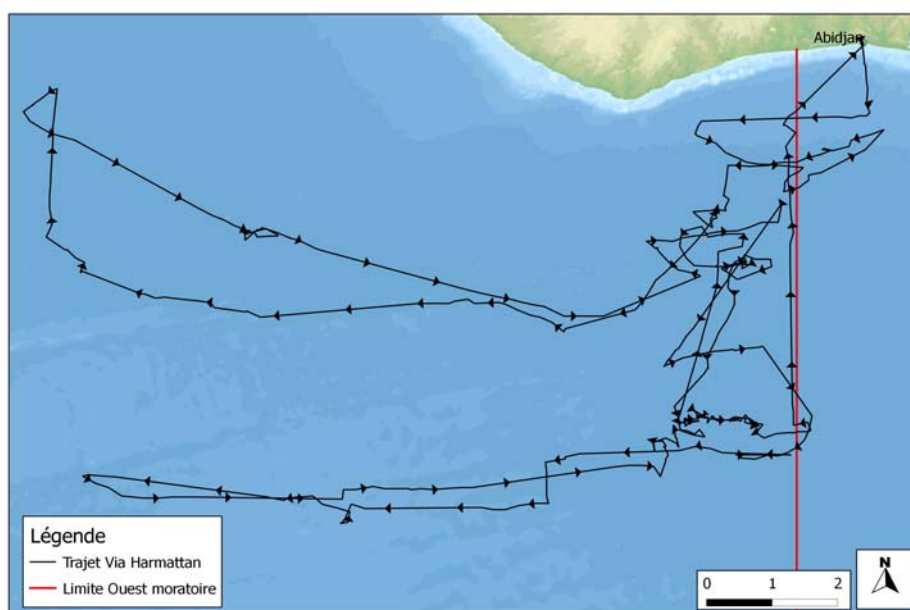 Abidjan
Légende
Trajet Via Harmattan
Limite Ouest moratoire
0 1 2
N